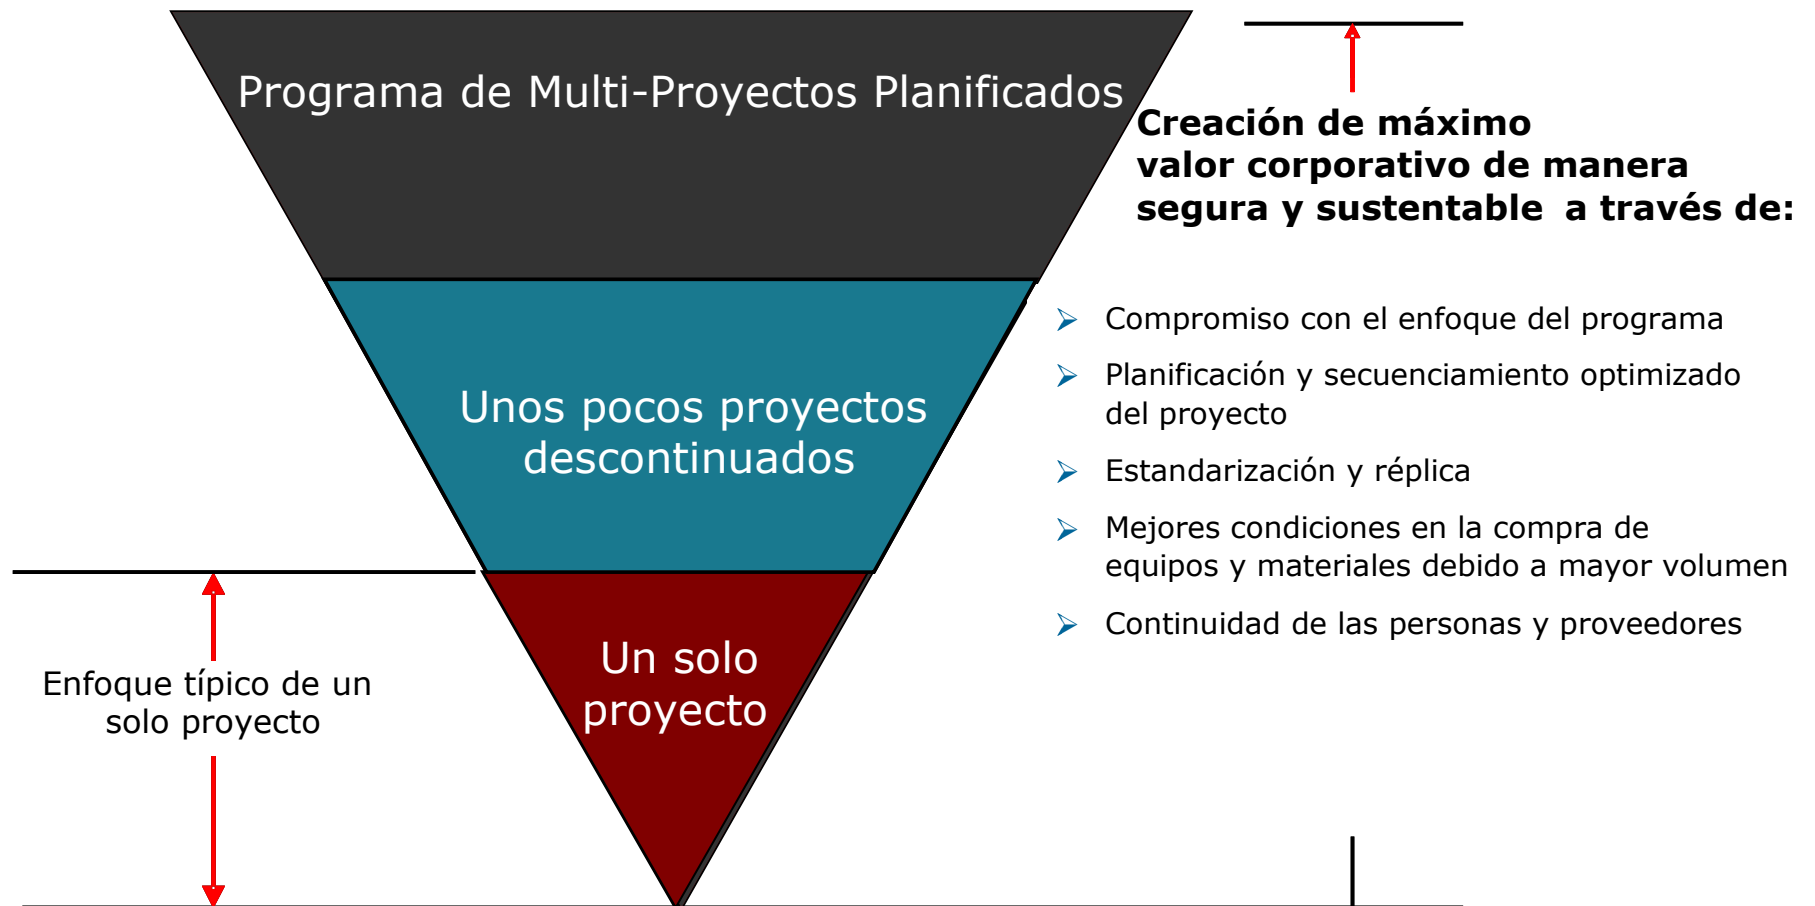 Programa de Multi-Proyectos Planificados
Creación de máximo
valor corporativo de manera
segura y sustentable a través de:
Unos pocos proyectos
descontinuados
Compromiso con el enfoque del programa
Planificación y secuenciamiento optimizado
del proyecto
Estandarización y réplica
Mejores condiciones en la compra de
equipos y materiales debido a mayor volumen
Continuidad de las personas y proveedores
Enfoque típico de un
solo proyecto
Un solo
proyecto